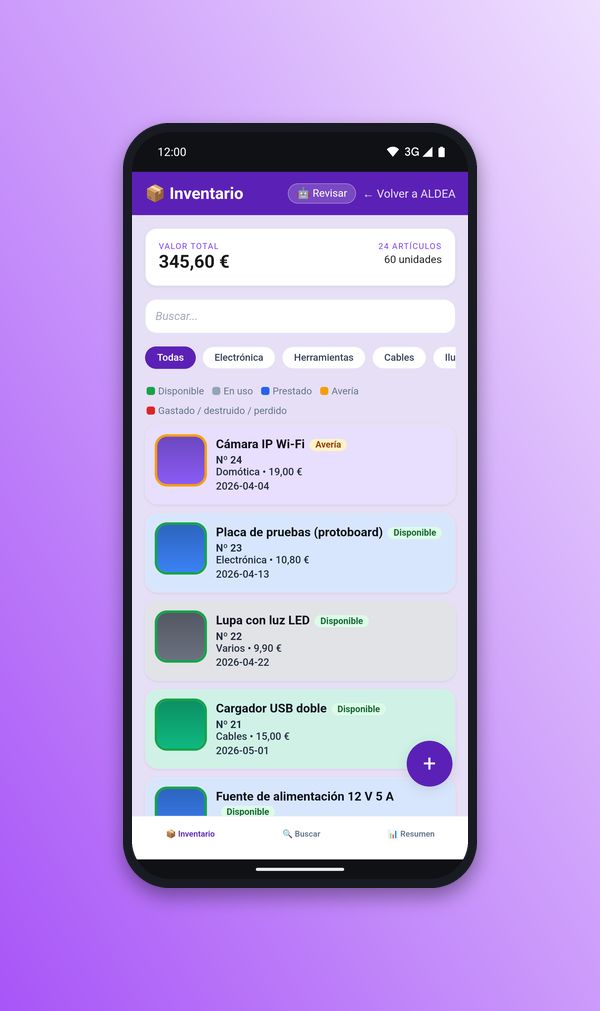 12:00 3G
📦 Inventario 🤖 Revisar ← Volver a ALDEA
VALOR TOTAL 24 ARTÍCULOS
345,60 € 60 unidades
Buscar...
Todas Electrónica Herramientas Cables Ilu
Disponible En uso Prestado Avería
Gastado / destruido / perdido
Cámara IP Wi-Fi Avería
Nº 24
Domótica • 19,00 €
2026-04-04
Placa de pruebas (protoboard) Disponible
Nº 23
Electrónica • 10,80 €
2026-04-13
Lupa con luz LED Disponible
Nº 22
Varios • 9,90 €
2026-04-22
Cargador USB doble Disponible
Nº 21
Cables • 15,00 €
2026-05-01
+
Fuente de alimentación 12 V 5 A
Disponible
📦 Inventario 🔍 Buscar 📊 Resumen